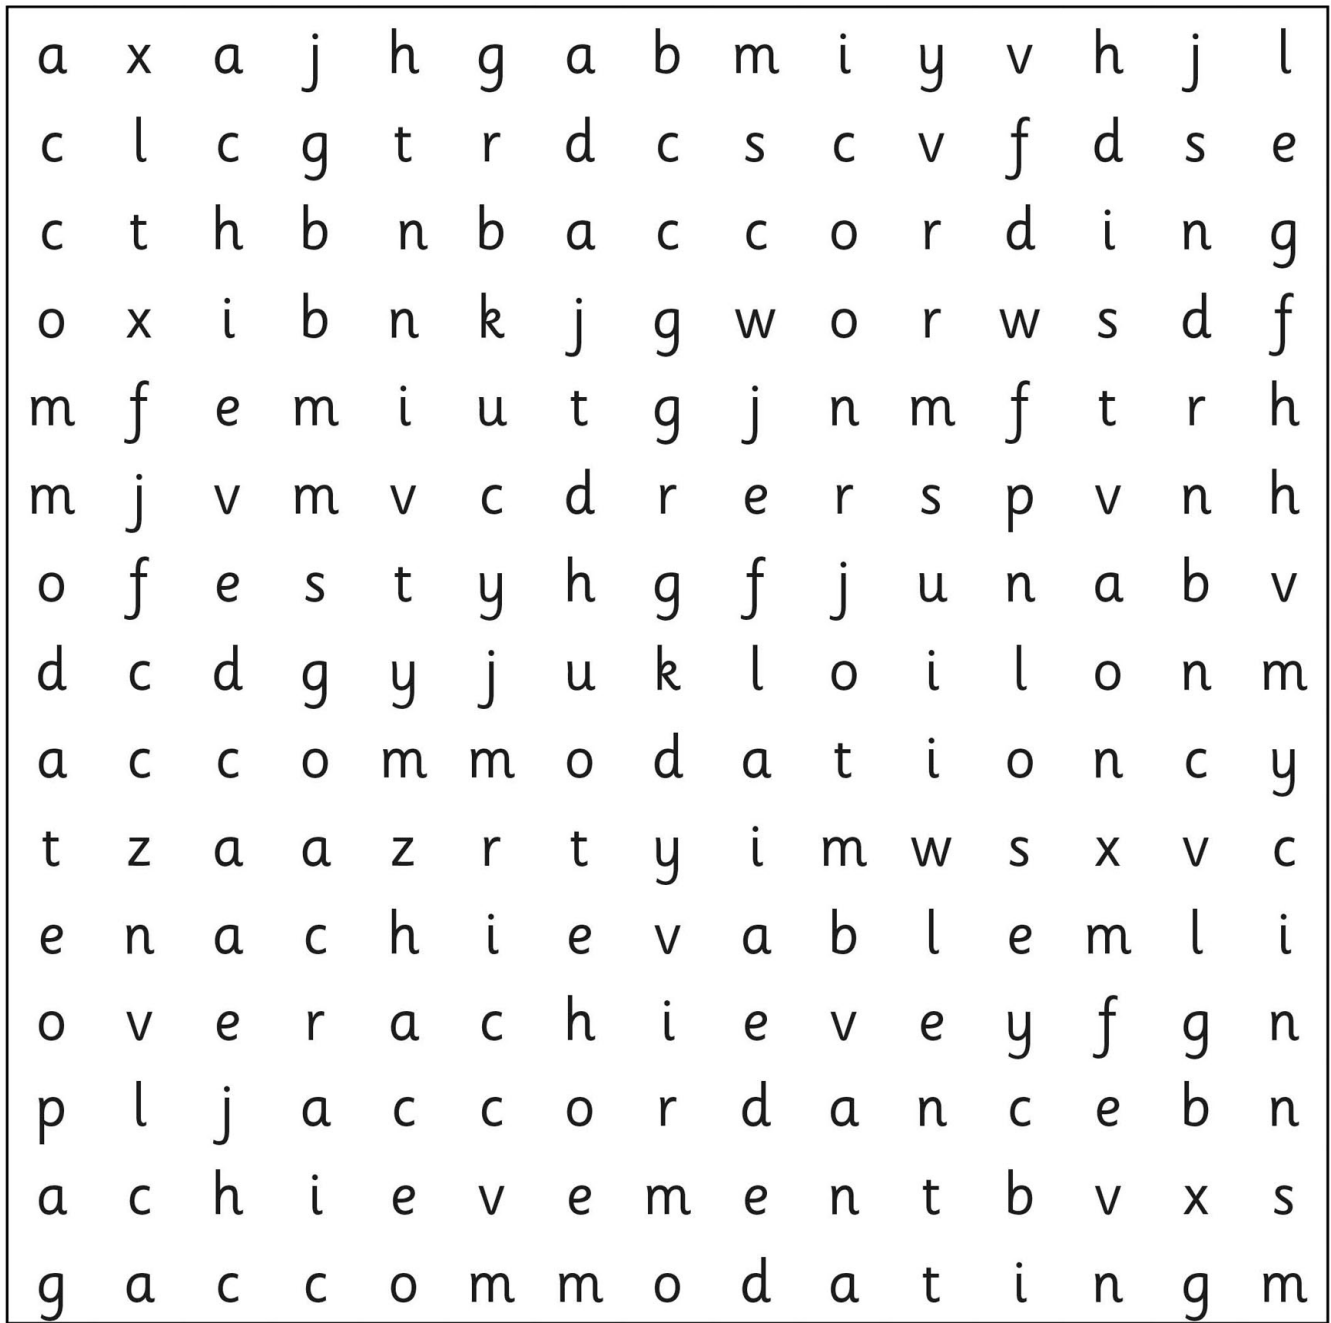 a x a j h g a b m i y v h j l
c l c g t r d c s c v f d s e
c t h b n b a c c o r d i n g
o x i b n k j g w o r w s d f
m f e m i u t g j n m f t r h
m j v m v c d r e r s p v n h
o f e s t y h g f j u n a b v
d c d g y j u k l o i l o n m
a c c o m m o d a t i o n c y
t z a a z r t y i m w s x v c
e n a c h i e v a b l e m l i
o v e r a c h i e v e y f g n
p l j a c c o r d a n c e b n
a c h i e v e m e n t b v x s
g a c c o m m o d a t i n g m